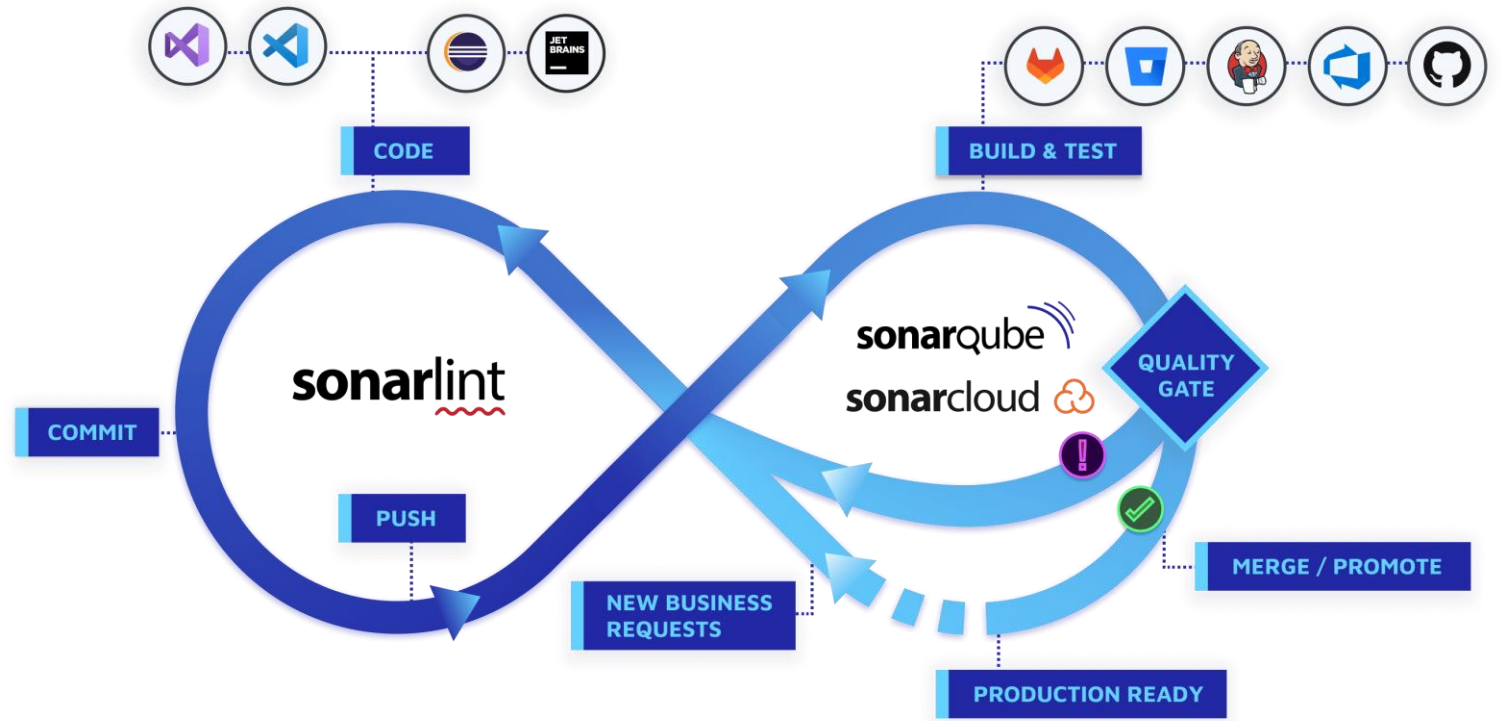 JET
BRAINS
CODE
BUILD & TEST
sonarqube
sonarlint
sonarcloud
QUALITY
GATE
COMMIT
PUSH
MERGE / PROMOTE
NEW BUSINESS
REQUESTS
PRODUCTION READY